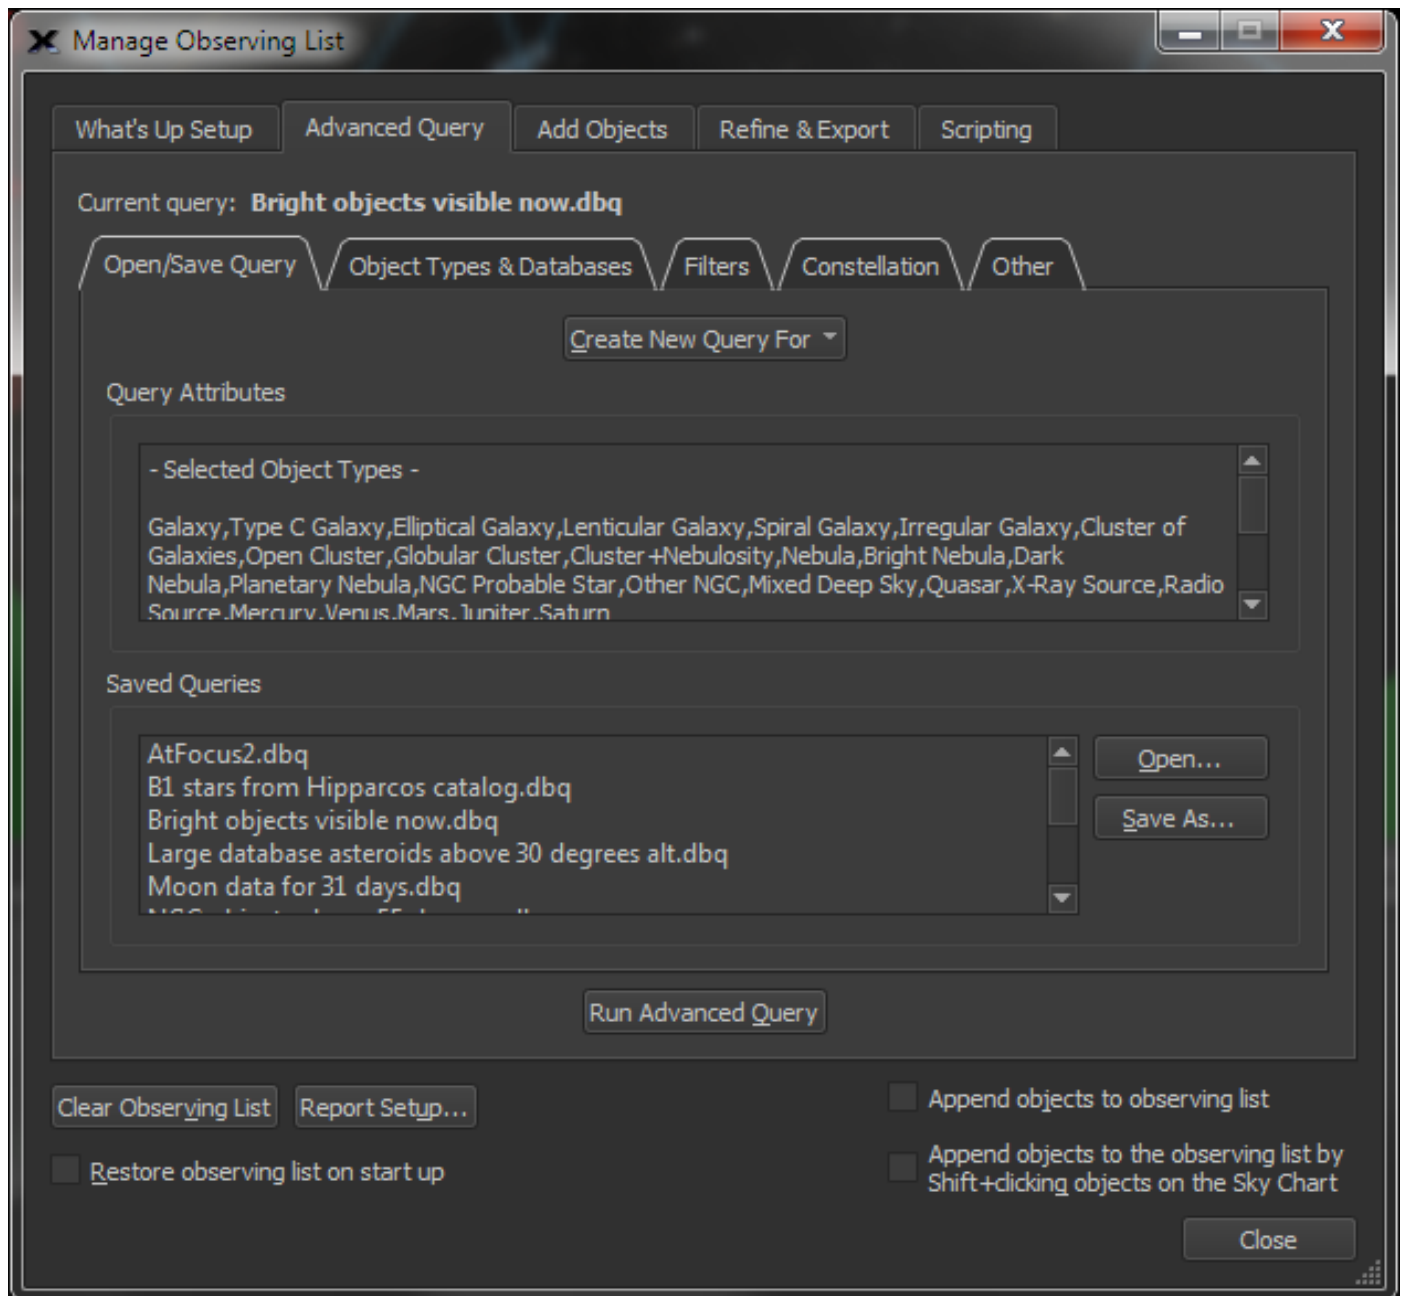 Manage Observing List
What's Up Setup
Advanced Query
Add Objects
Refine & Export
Scripting
Current query: Bright objects visible now.dbq
Open/Save Query
Object Types & Databases
Filters
Constellation
Other
Create New Query For
Query Attributes
- Selected Object Types -
Galaxy,Type C Galaxy,Elliptical Galaxy,Lenticular Galaxy,Spiral Galaxy,Irregular Galaxy,Cluster of
Galaxies,Open Cluster,Globular Cluster,Cluster+Nebulosity,Nebula,Bright Nebula,Dark
Nebula,Planetary Nebula,NGC Probable Star,Other NGC,Mixed Deep Sky,Quasar,X-Ray Source,Radio
Source,Mercury,Venus,Mars,Jupiter,Saturn
Saved Queries
AtFocus2.dbq
B1 stars from Hipparcos catalog.dbq
Bright objects visible now.dbq
Large database asteroids above 30 degrees alt.dbq
Moon data for 31 days.dbq
Open...
Save As...
Run Advanced Query
Clear Observing List
Report Setup...
Restore observing list on start up
Append objects to observing list
Append objects to the observing list by
Shift+clicking objects on the Sky Chart
Close